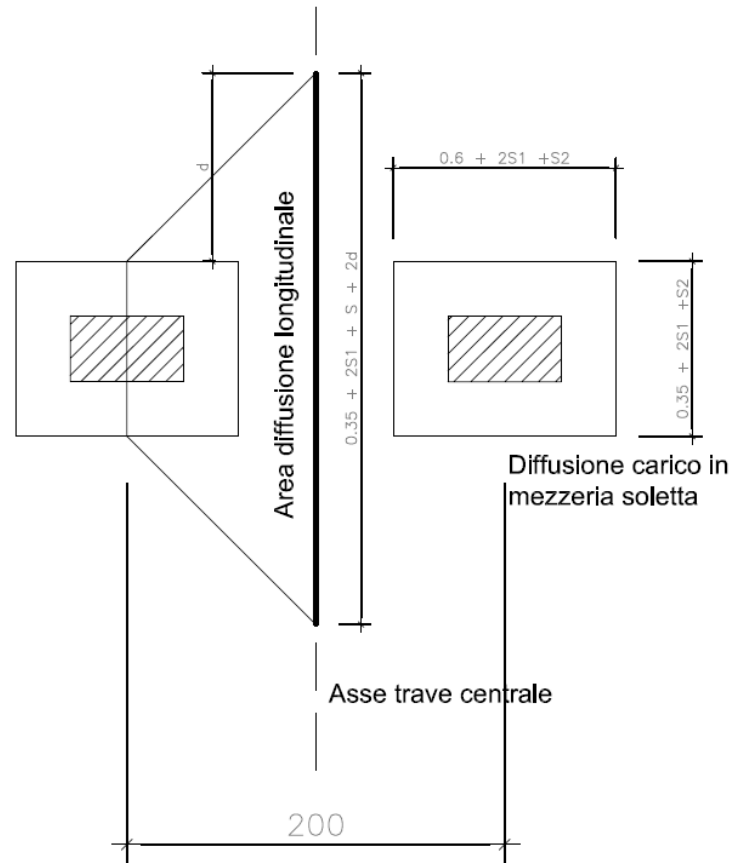 d
0.6 + 2S1 +S2
Area diffusione longitudinale
0.35 + 2S1 + S + 2d
0.35 + 2S1 +S2
Diffusione carico in
mezzeria soletta
Asse trave centrale
200